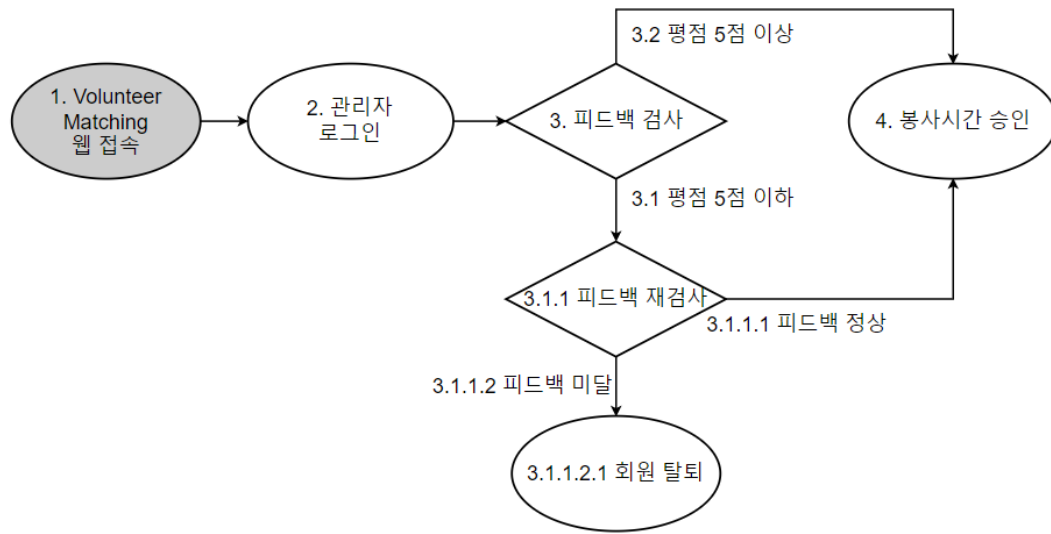 1. Volunteer
Matching
웹 접속
2. 관리자
로그인
3. 피드백 검사
3.2 평점 5점 이상
4. 봉사시간 승인
3.1 평점 5점 이하
3.1.1 피드백 재검사
3.1.1.1 피드백 정상
3.1.1.2 피드백 미달
3.1.1.2.1 회원 탈퇴